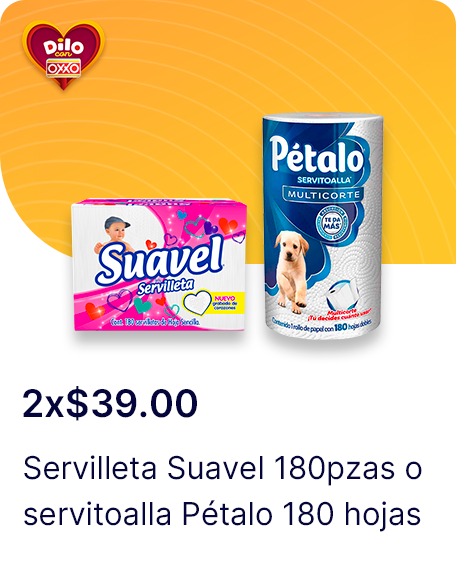 Dilo
con
OXXO
Pétalo
SERVITOALLA
MULTICORTE
TE DA
MÁS
Suavel
Servilleta
NUEVO
grabado de
corazones
Cont. 180 servilletas de Hoja Sencilla
Multicorte
¡Tú decides cuánto usar!
Contenido 1 rollo de papel con 180 hojas dobles
2x$39.00
Servilleta Suavel 180pzas o
servitoalla Pétalo 180 hojas